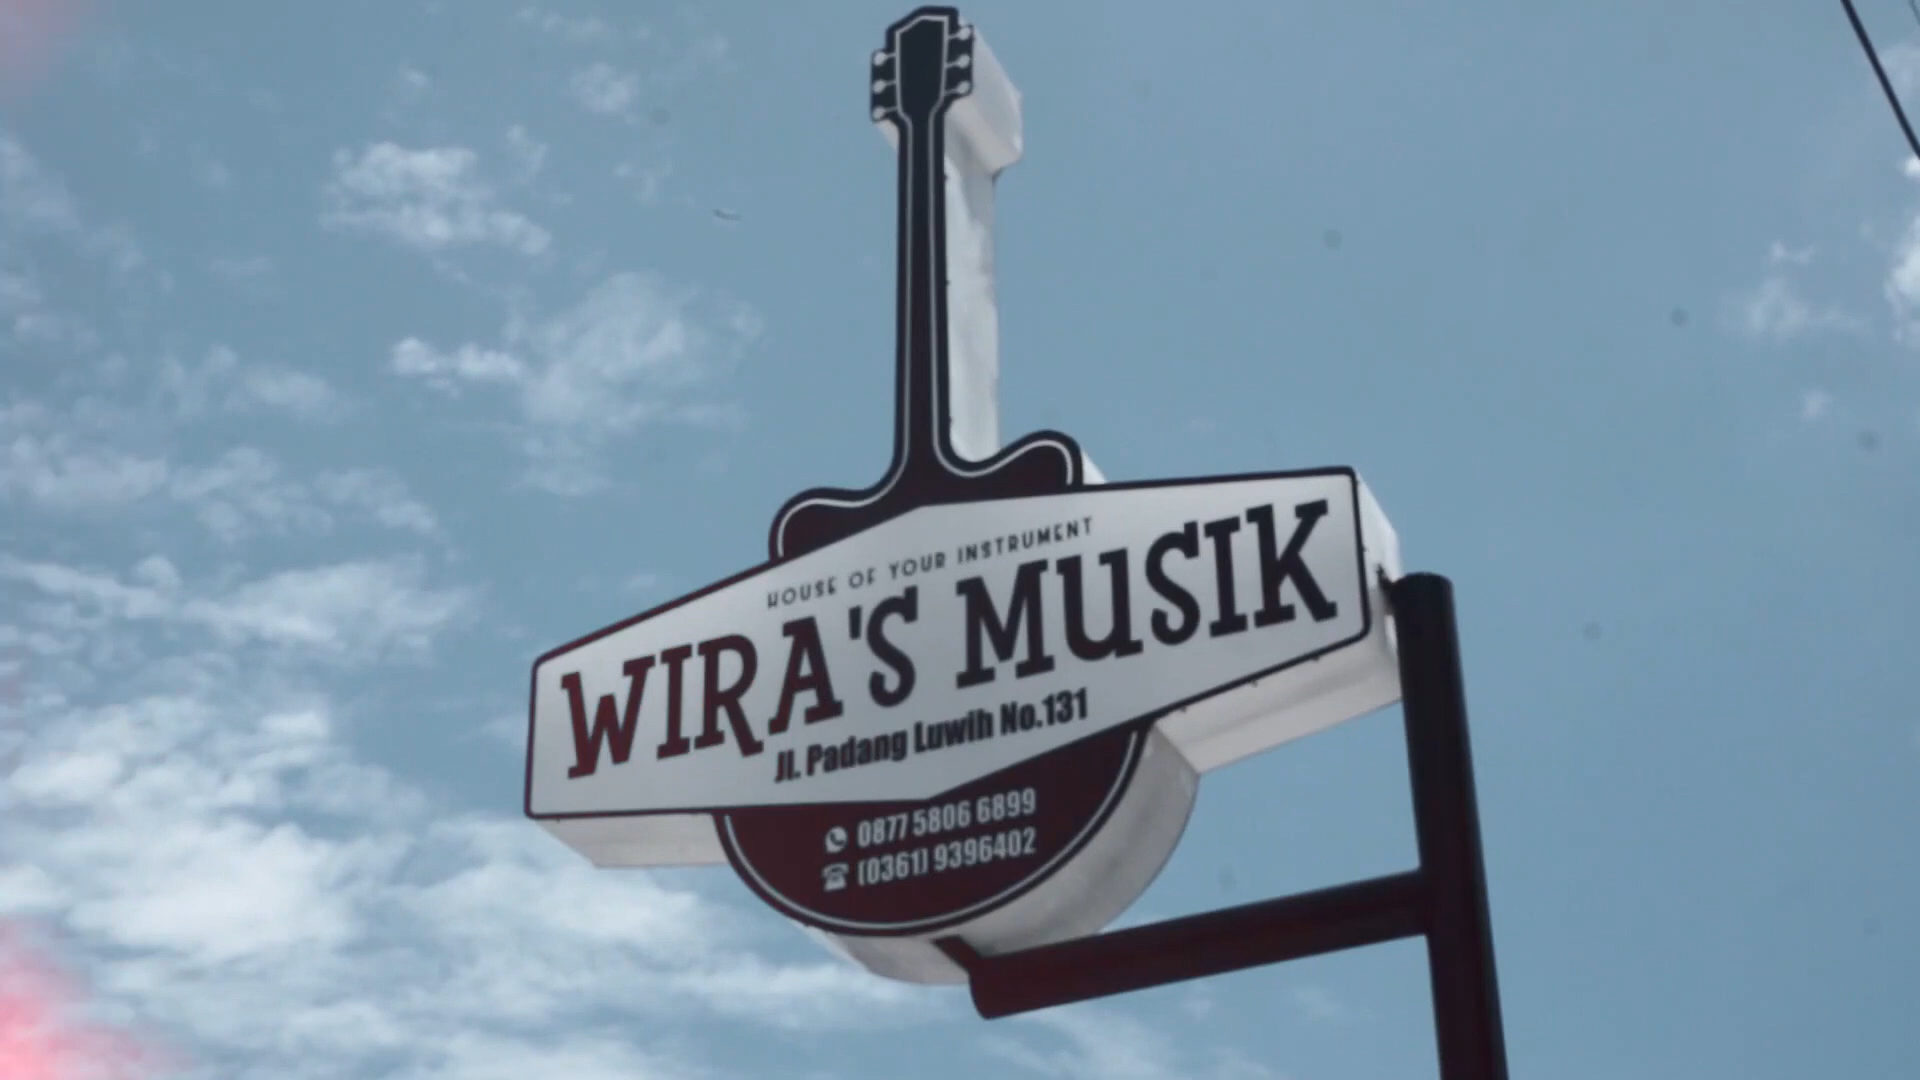 HOUSE OF YOUR INSTRUMENT
WIRA'S MUSIK
Jl. Padang Luwih No.131
0877 5806 6899
(0361) 9396402